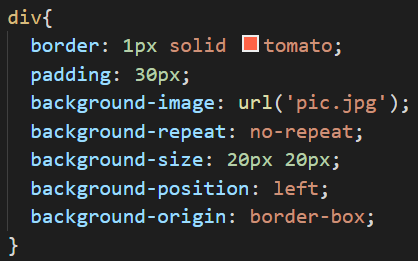 div{
border: 1px solid tomato;
padding: 30px;
background-image: url('pic.jpg');
background-repeat: no-repeat;
background-size: 20px 20px;
background-position: left;
background-origin: border-box;
}